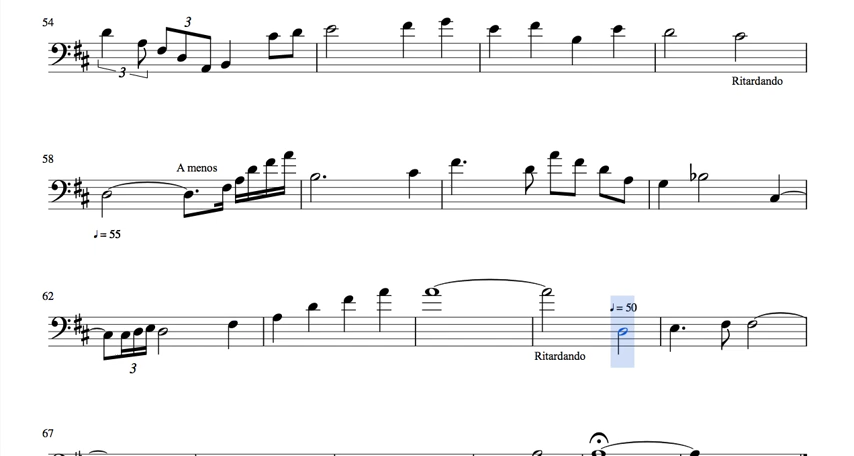 54
3
3
Ritardando
58
A menos
♩ = 55
62
♩ = 50
3
Ritardando
67